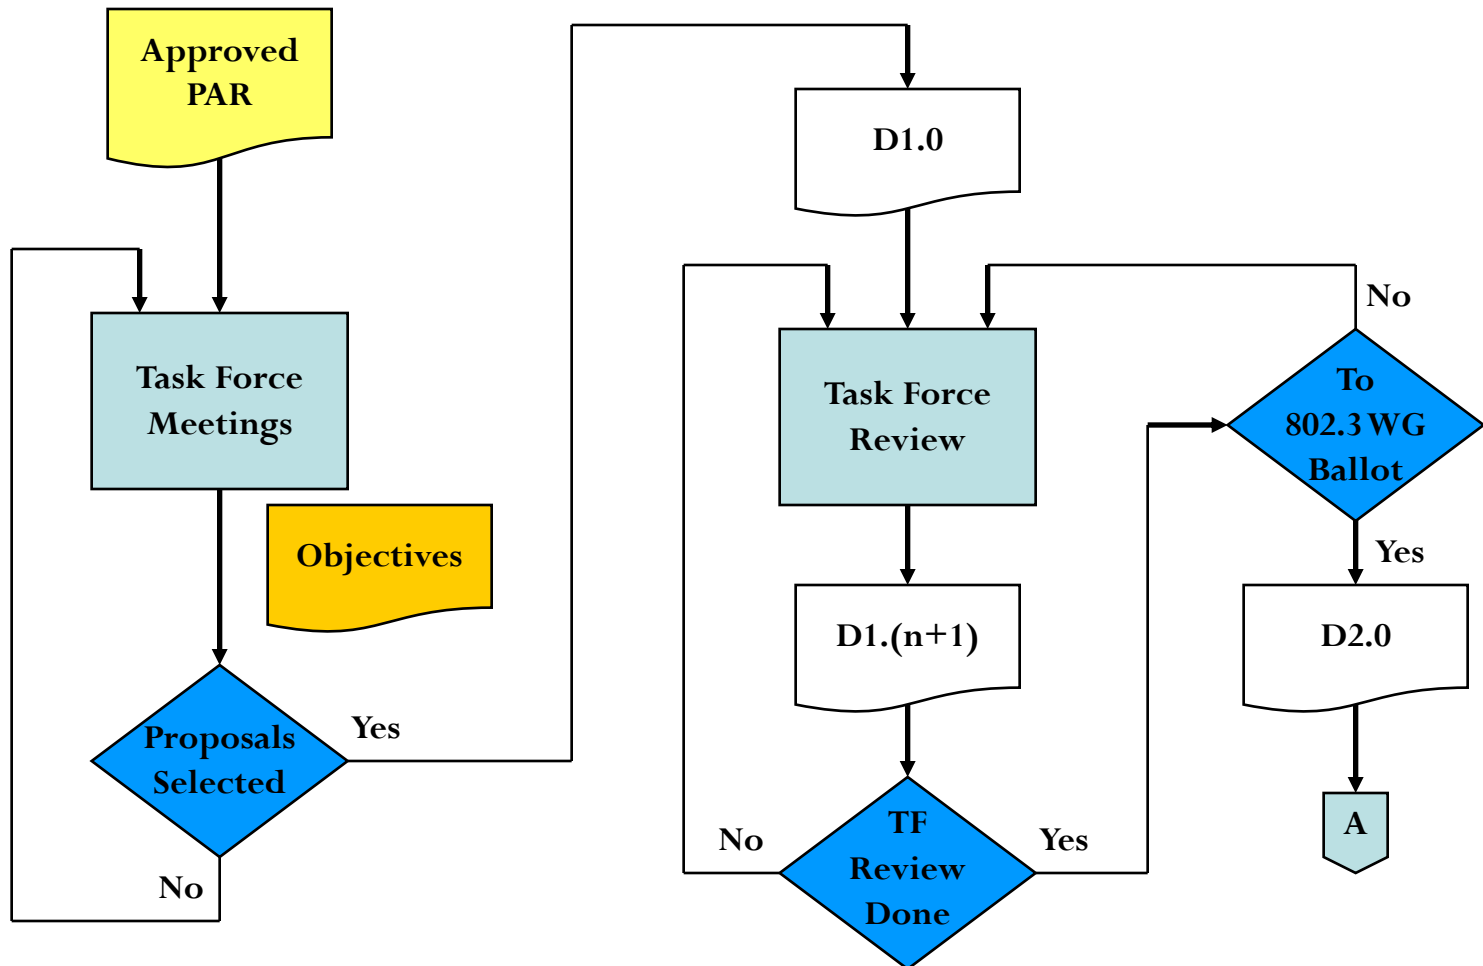 Approved
PAR
Task Force
Meetings
Objectives
Proposals
Selected
Yes
No
D1.0
Task Force
Review
D1.(n+1)
TF
Review
Done
No
Yes
To
802.3 WG
Ballot
No
Yes
D2.0
A